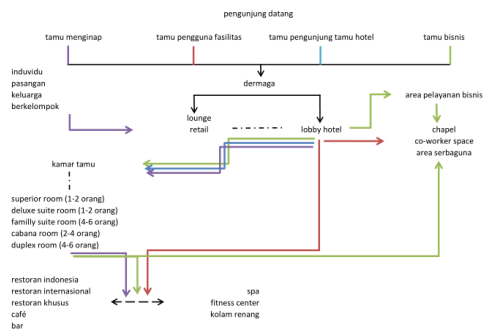 pengunjung datang
tamu menginap
tamu pengguna fasilitas
tamu pengunjung tamu hotel
tamu bisnis
induvidu
pasangan
keluarga
berkelompok
dermaga
area pelayanan bisnis
lounge
retail
lobby hotel
chapel
co-worker space
area serbaguna
kamar tamu
superior room (1-2 orang)
deluxe suite room (1-2 orang)
familly suite room (4-6 orang)
cabana room (2-4 orang)
duplex room (4-6 orang)
restoran indonesia
restoran internasional
restoran khusus
café
bar
spa
fitness center
kolam renang